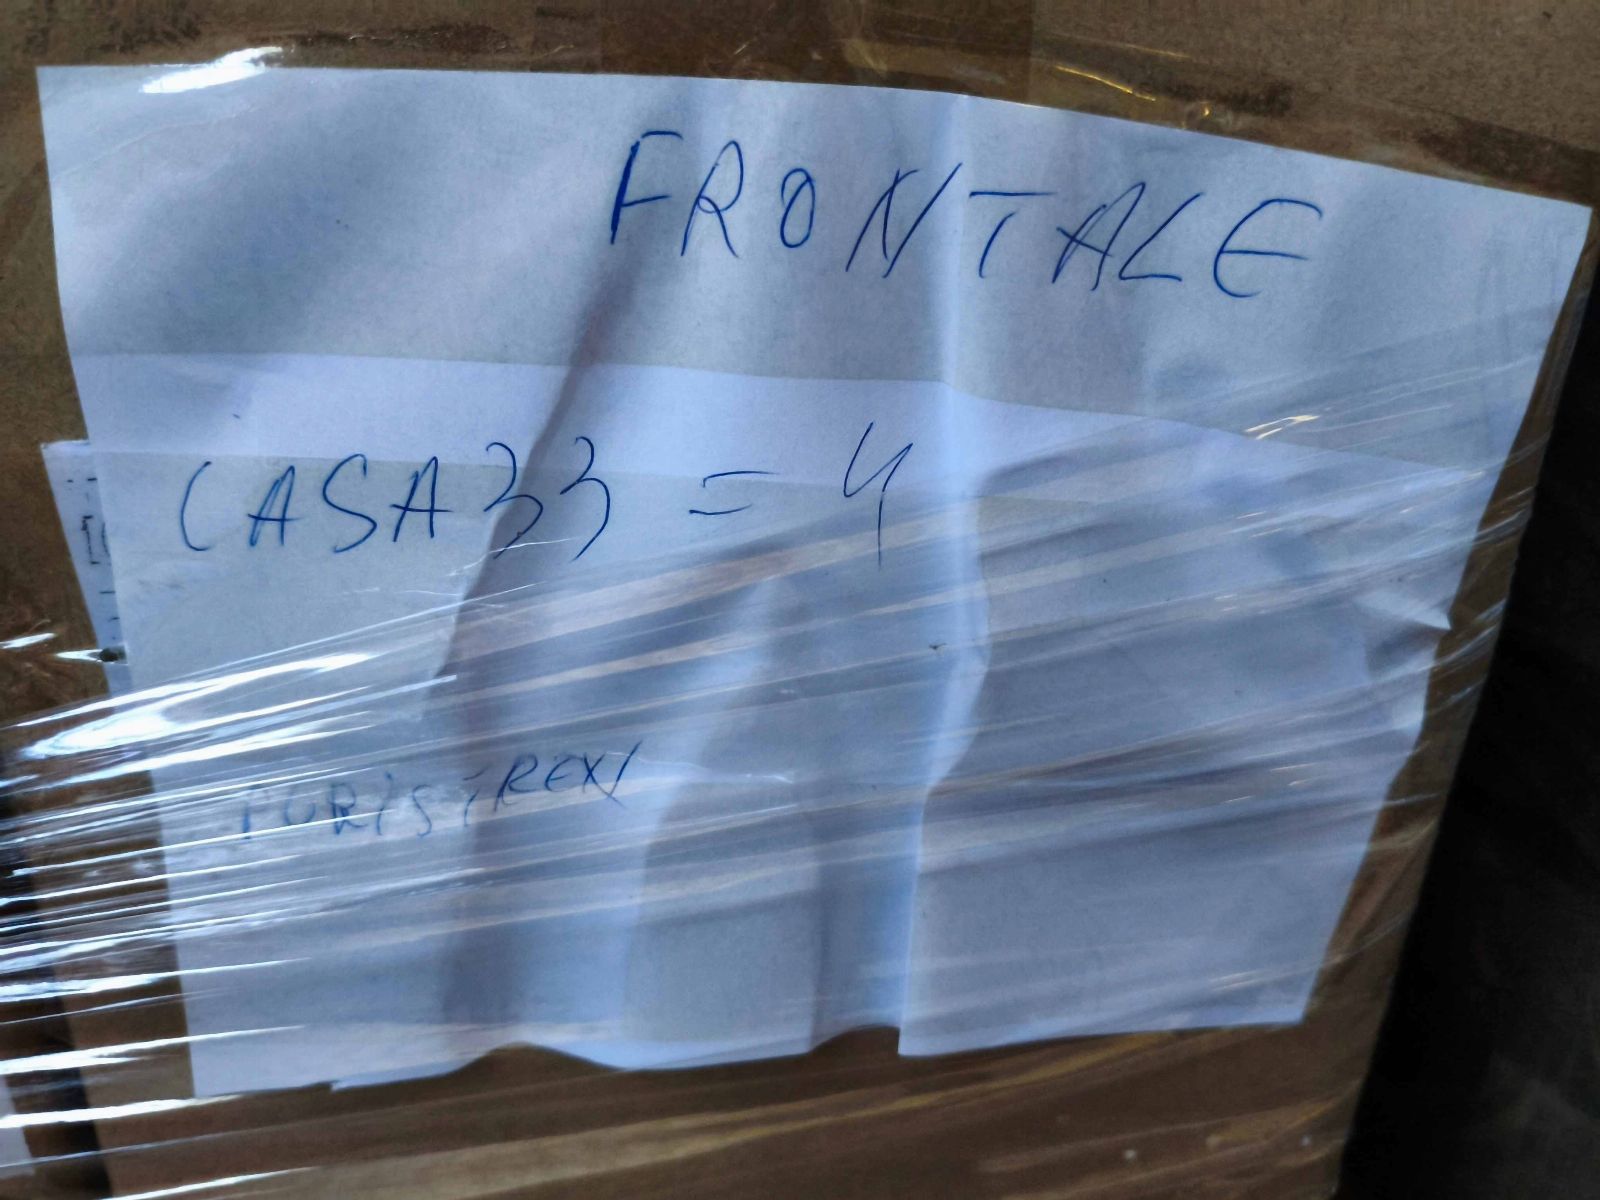 FRONTALE
CASA33 = 4